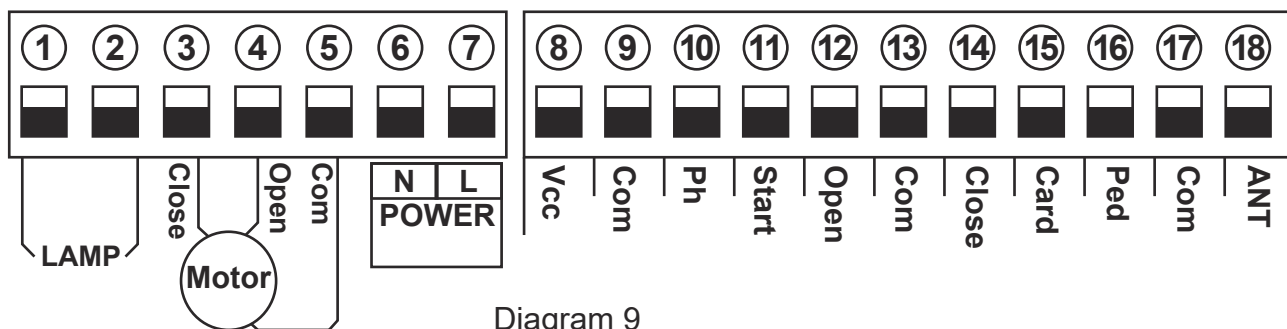 1 2 3 4 5 6 7 8 9 10 11 12 13 14 15 16 17 18
Close Open Com N L Vcc Com Ph Start Open Com Close Card Ped Com ANT
POWER
LAMP
Motor
Diagram 9